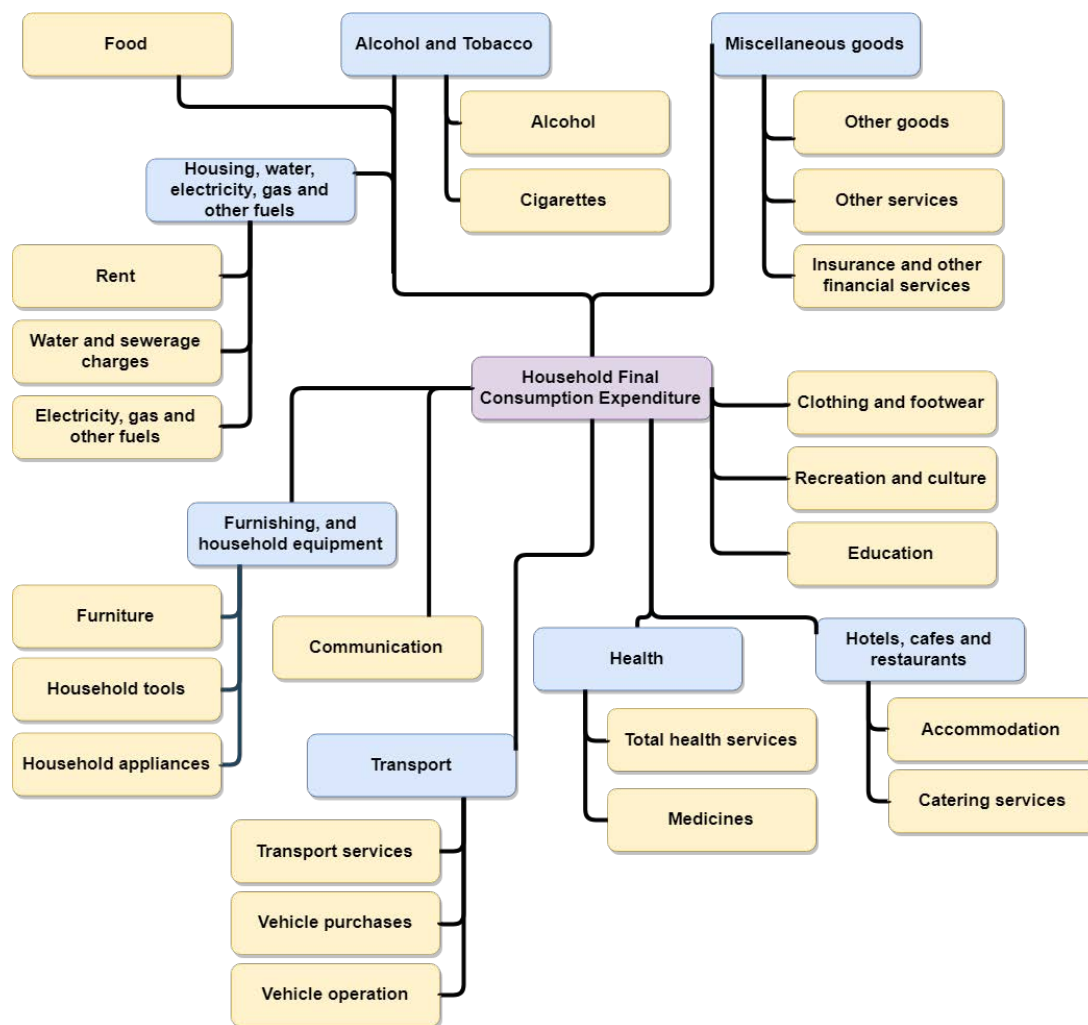 Food
Alcohol and Tobacco
Miscellaneous goods
Alcohol
Cigarettes
Other goods
Other services
Insurance and other
financial services
Housing, water,
electricity, gas and
other fuels
Rent
Water and sewerage
charges
Electricity, gas and
other fuels
Household Final
Consumption Expenditure
Clothing and footwear
Recreation and culture
Education
Furnishing, and
household equipment
Furniture
Household tools
Household appliances
Communication
Health
Total health services
Medicines
Hotels, cafes and
restaurants
Accommodation
Catering services
Transport
Transport services
Vehicle purchases
Vehicle operation